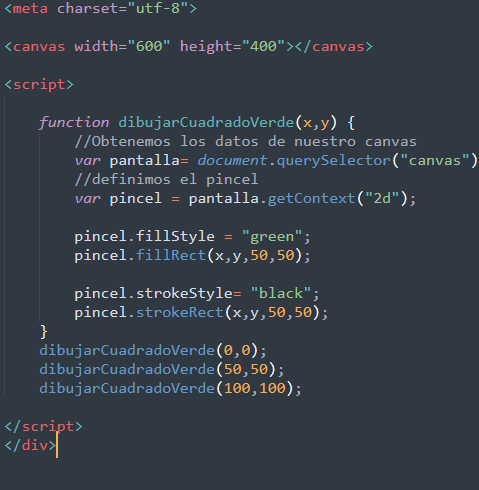 <meta charset="utf-8">
<canvas width="600" height="400"></canvas>
<script>
function dibujarCuadradoVerde(x,y) {
//Obtenemos los datos de nuestro canvas
var pantalla= document.querySelector("canvas")
//definimos el pincel
var pincel = pantalla.getContext("2d");
pincel.fillStyle = "green";
pincel.fillRect(x,y,50,50);
pincel.strokeStyle= "black";
pincel.strokeRect(x,y,50,50);
}
dibujarCuadradoVerde(0,0);
dibujarCuadradoVerde(50,50);
dibujarCuadradoVerde(100,100);
</script>
</div>